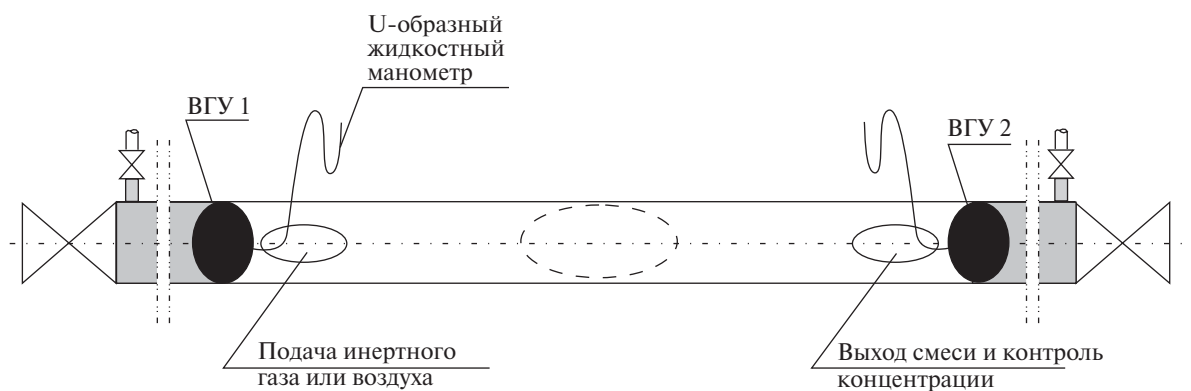 U-образный
жидкостный
манометр
ВГУ 1
ВГУ 2
Подача инертного
газа или воздуха
Выход смеси и контроль
концентрации